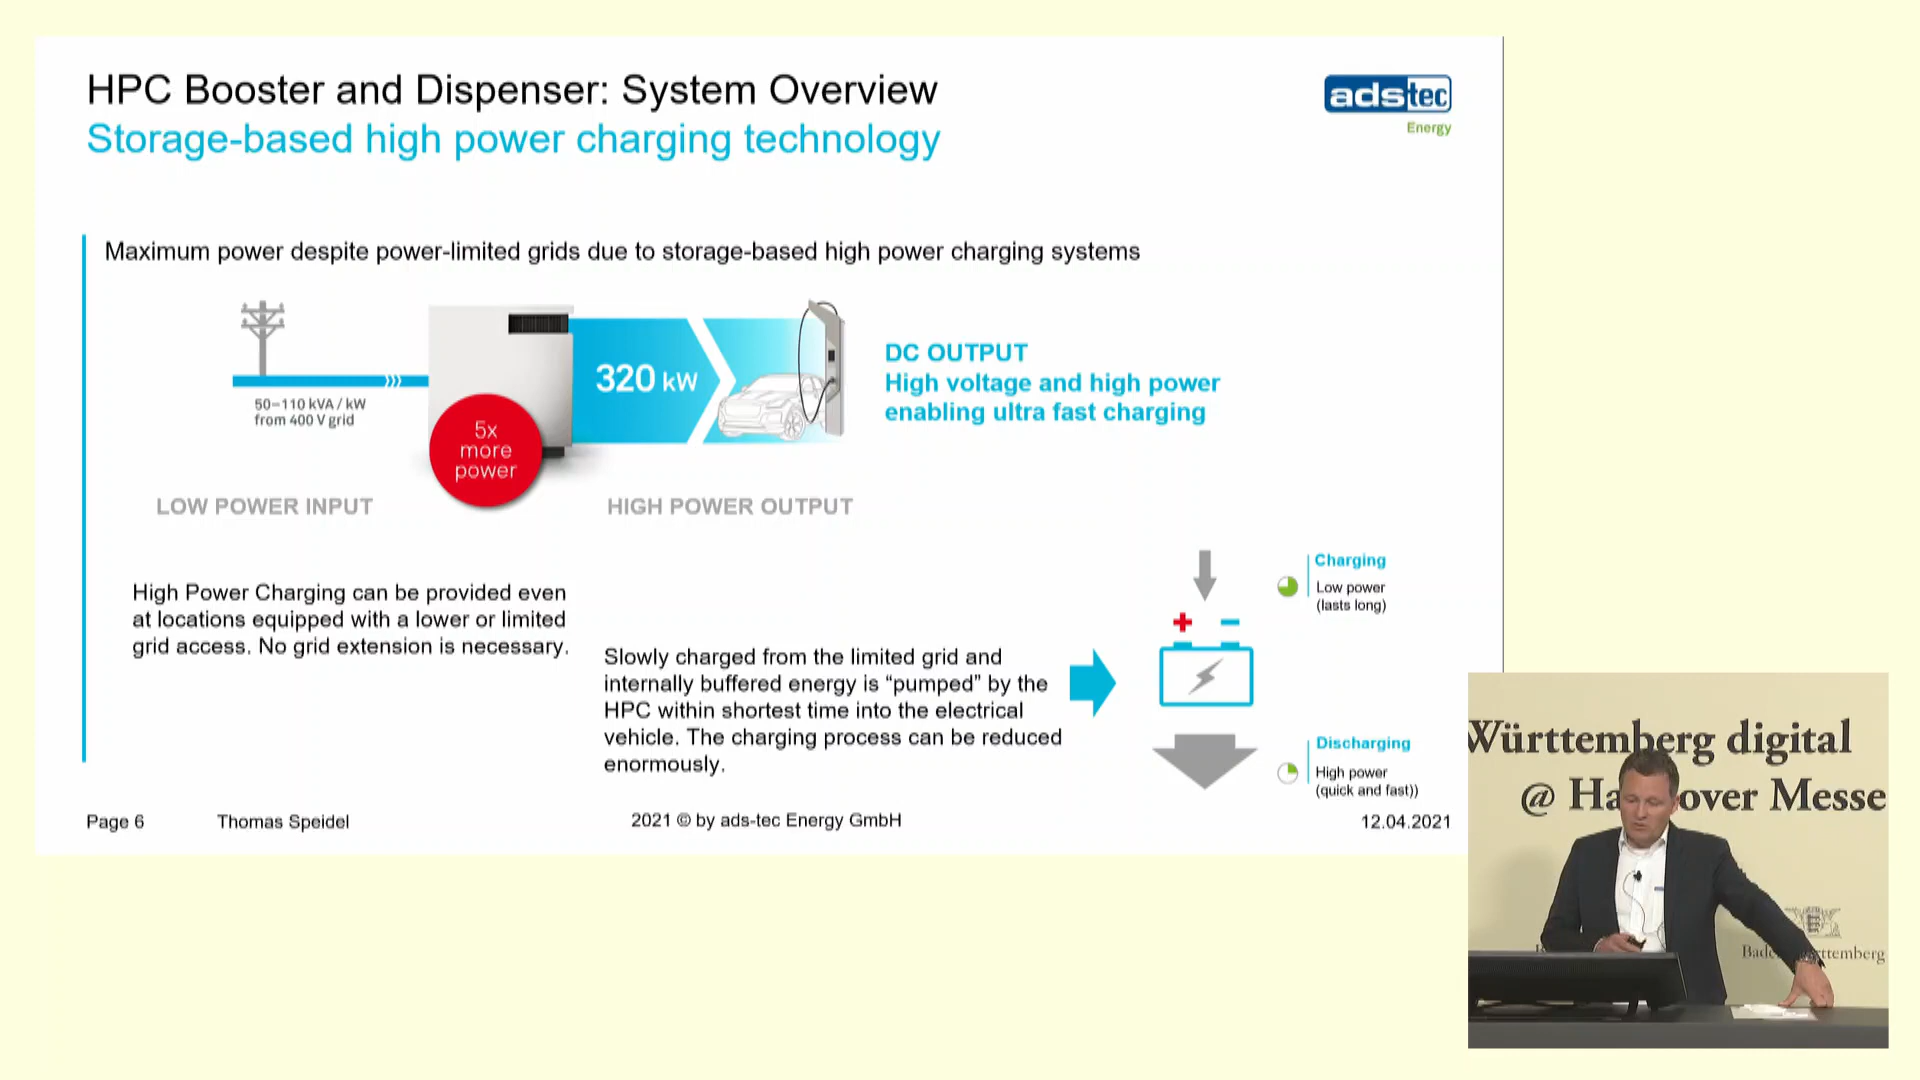 HPC Booster and Dispenser: System Overview
Storage-based high power charging technology
adstec
Energy
Maximum power despite power-limited grids due to storage-based high power charging systems
50–110 kVA / kW
from 400 V grid
5x
more
power
320 kW
DC OUTPUT
High voltage and high power
enabling ultra fast charging
LOW POWER INPUT
HIGH POWER OUTPUT
High Power Charging can be provided even
at locations equipped with a lower or limited
grid access. No grid extension is necessary.
Slowly charged from the limited grid and
internally buffered energy is “pumped” by the
HPC within shortest time into the electrical
vehicle. The charging process can be reduced
enormously.
Charging
Low power
(lasts long)
+ –
Discharging
High power
(quick and fast))
Page 6
Thomas Speidel
2021 © by ads-tec Energy GmbH
12.04.2021
Württemberg digital
@ Ha over Messe